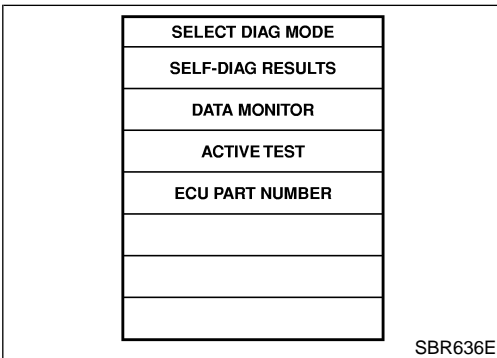 SELECT DIAG MODE
SELF-DIAG RESULTS
DATA MONITOR
ACTIVE TEST
ECU PART NUMBER
SBR636E